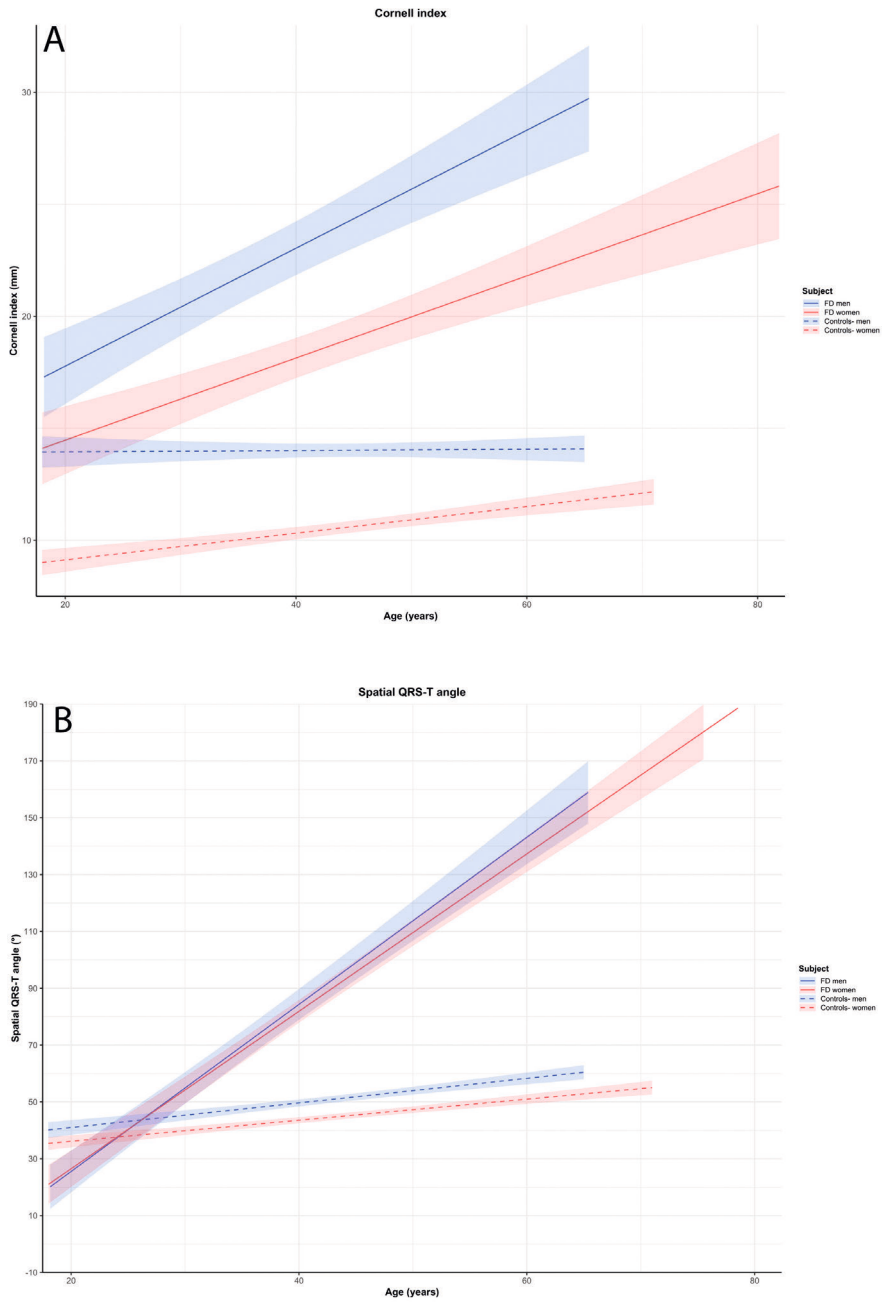 Cornell index
A
30
20
10
Cornell index (mm)
20
40
60
80
Age (years)
Subject
FD men
FD women
Controls- men
Controls- women
Spatial QRS-T angle
B
190
170
150
130
110
90
70
50
30
10
-10
Spatial QRS-T angle (°)
20
40
60
80
Age (years)
Subject
FD men
FD women
Controls- men
Controls- women